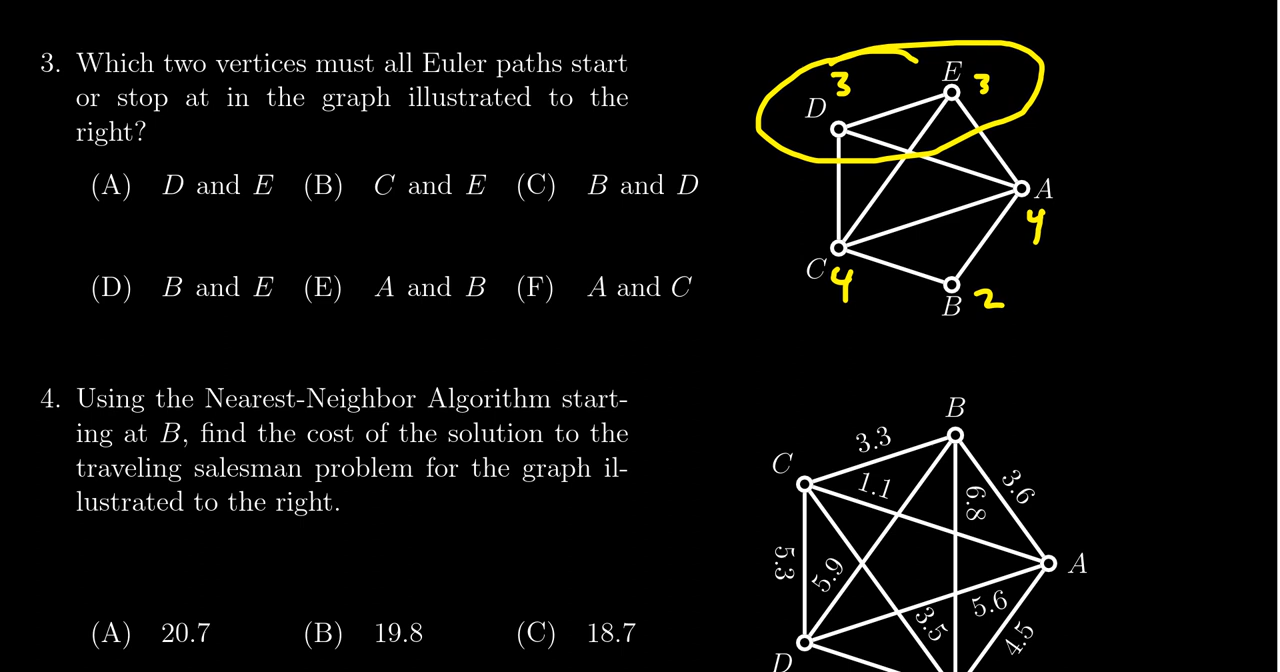 3. Which two vertices must all Euler paths start
or stop at in the graph illustrated to the
right?
(A) D and E (B) C and E (C) B and D
(D) B and E (E) A and B (F) A and C
3
E 3
D
A
4
C 4
B 2
4. Using the Nearest-Neighbor Algorithm start-
ing at B, find the cost of the solution to the
traveling salesman problem for the graph il-
lustrated to the right.
(A) 20.7 (B) 19.8 (C) 18.7
B
3.3
C
1.1
6.8
3.6
A
5.3
5.9
5.6
3.5
4.5
D